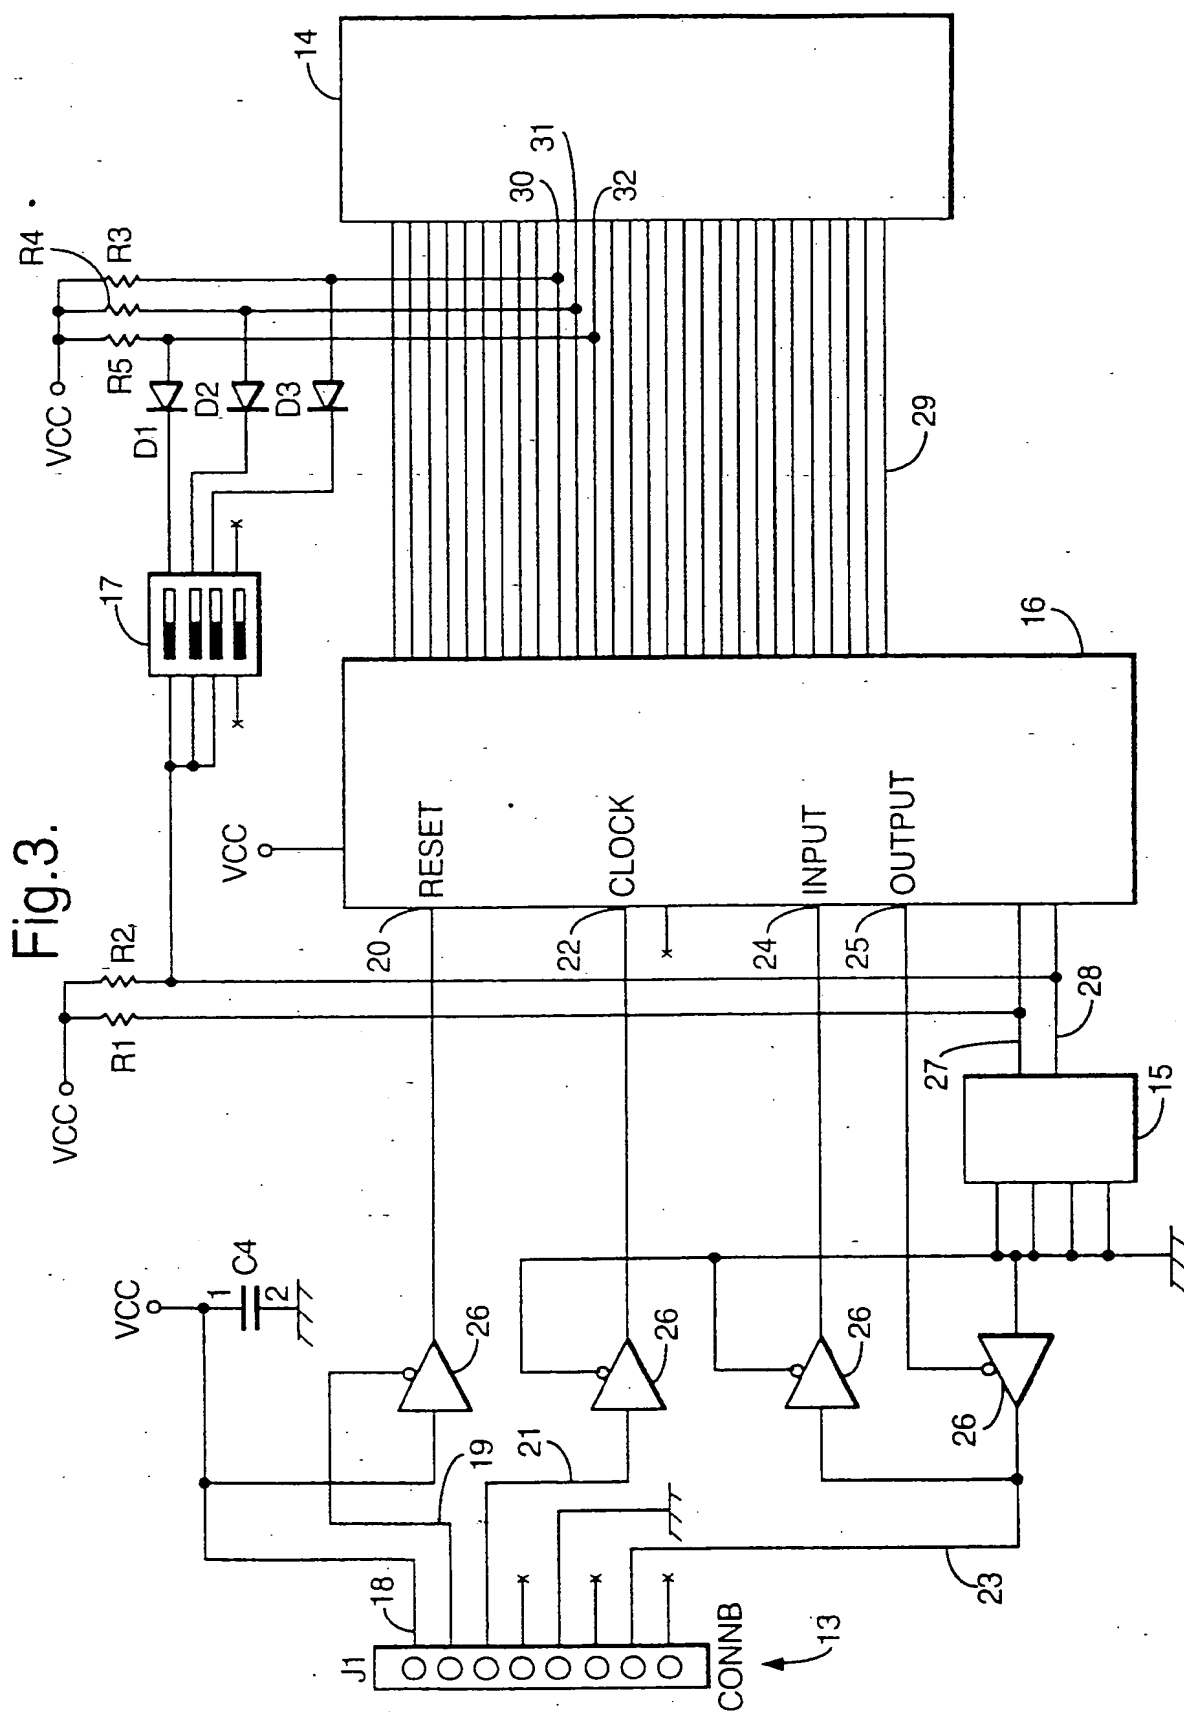 Fig.3.
VCC
R5
R4
R3
D1
D2
D3
17
30
31
32
14
VCC
R1
R2
VCC
RESET
CLOCK
INPUT
OUTPUT
20
22
24
25
16
29
27
28
15
VCC
1
C4
2
26
26
26
26
19
21
18
23
J1
CONNB
13